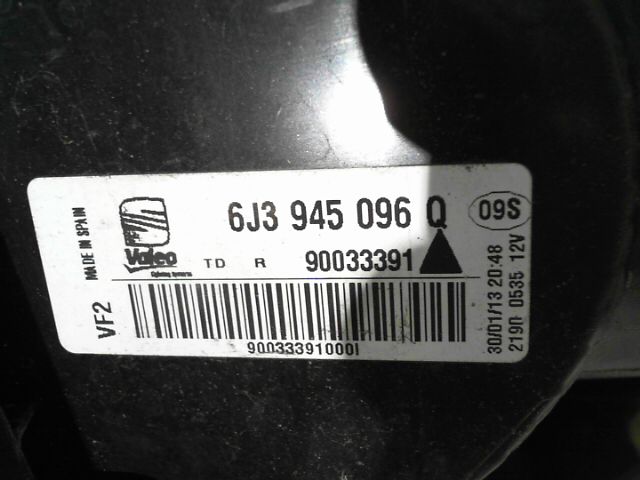 6J3 945 096 Q
09S
MADE IN SPAIN
Valeo
TD R 90033391
VF2
90033391000I
30/01/13 20:48
2190 0535 12V